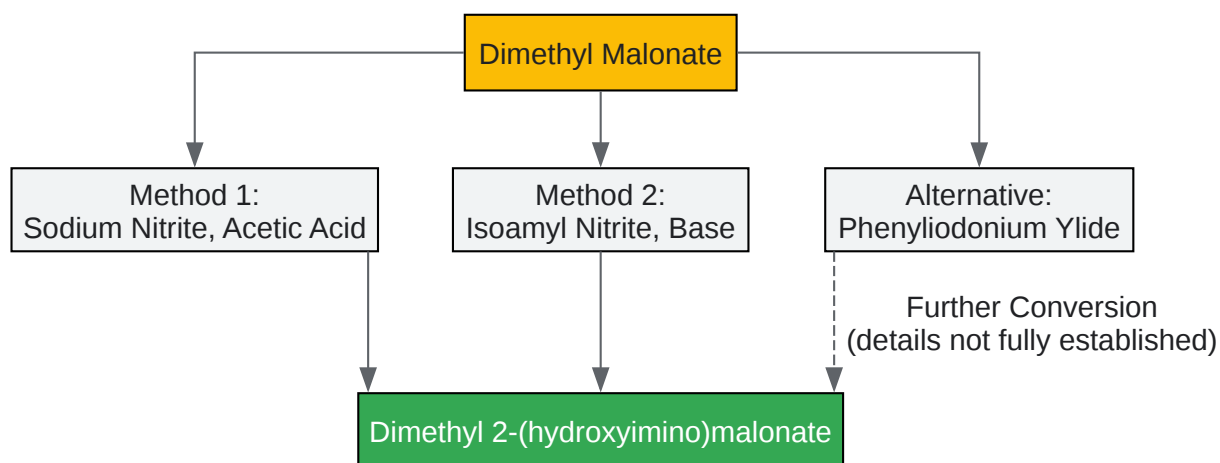 Dimethyl Malonate
Method 1:
Sodium Nitrite, Acetic Acid
Method 2:
Isoamyl Nitrite, Base
Alternative:
Phenyliodonium Ylide
Further Conversion
(details not fully established)
Dimethyl 2-(hydroxyimino)malonate